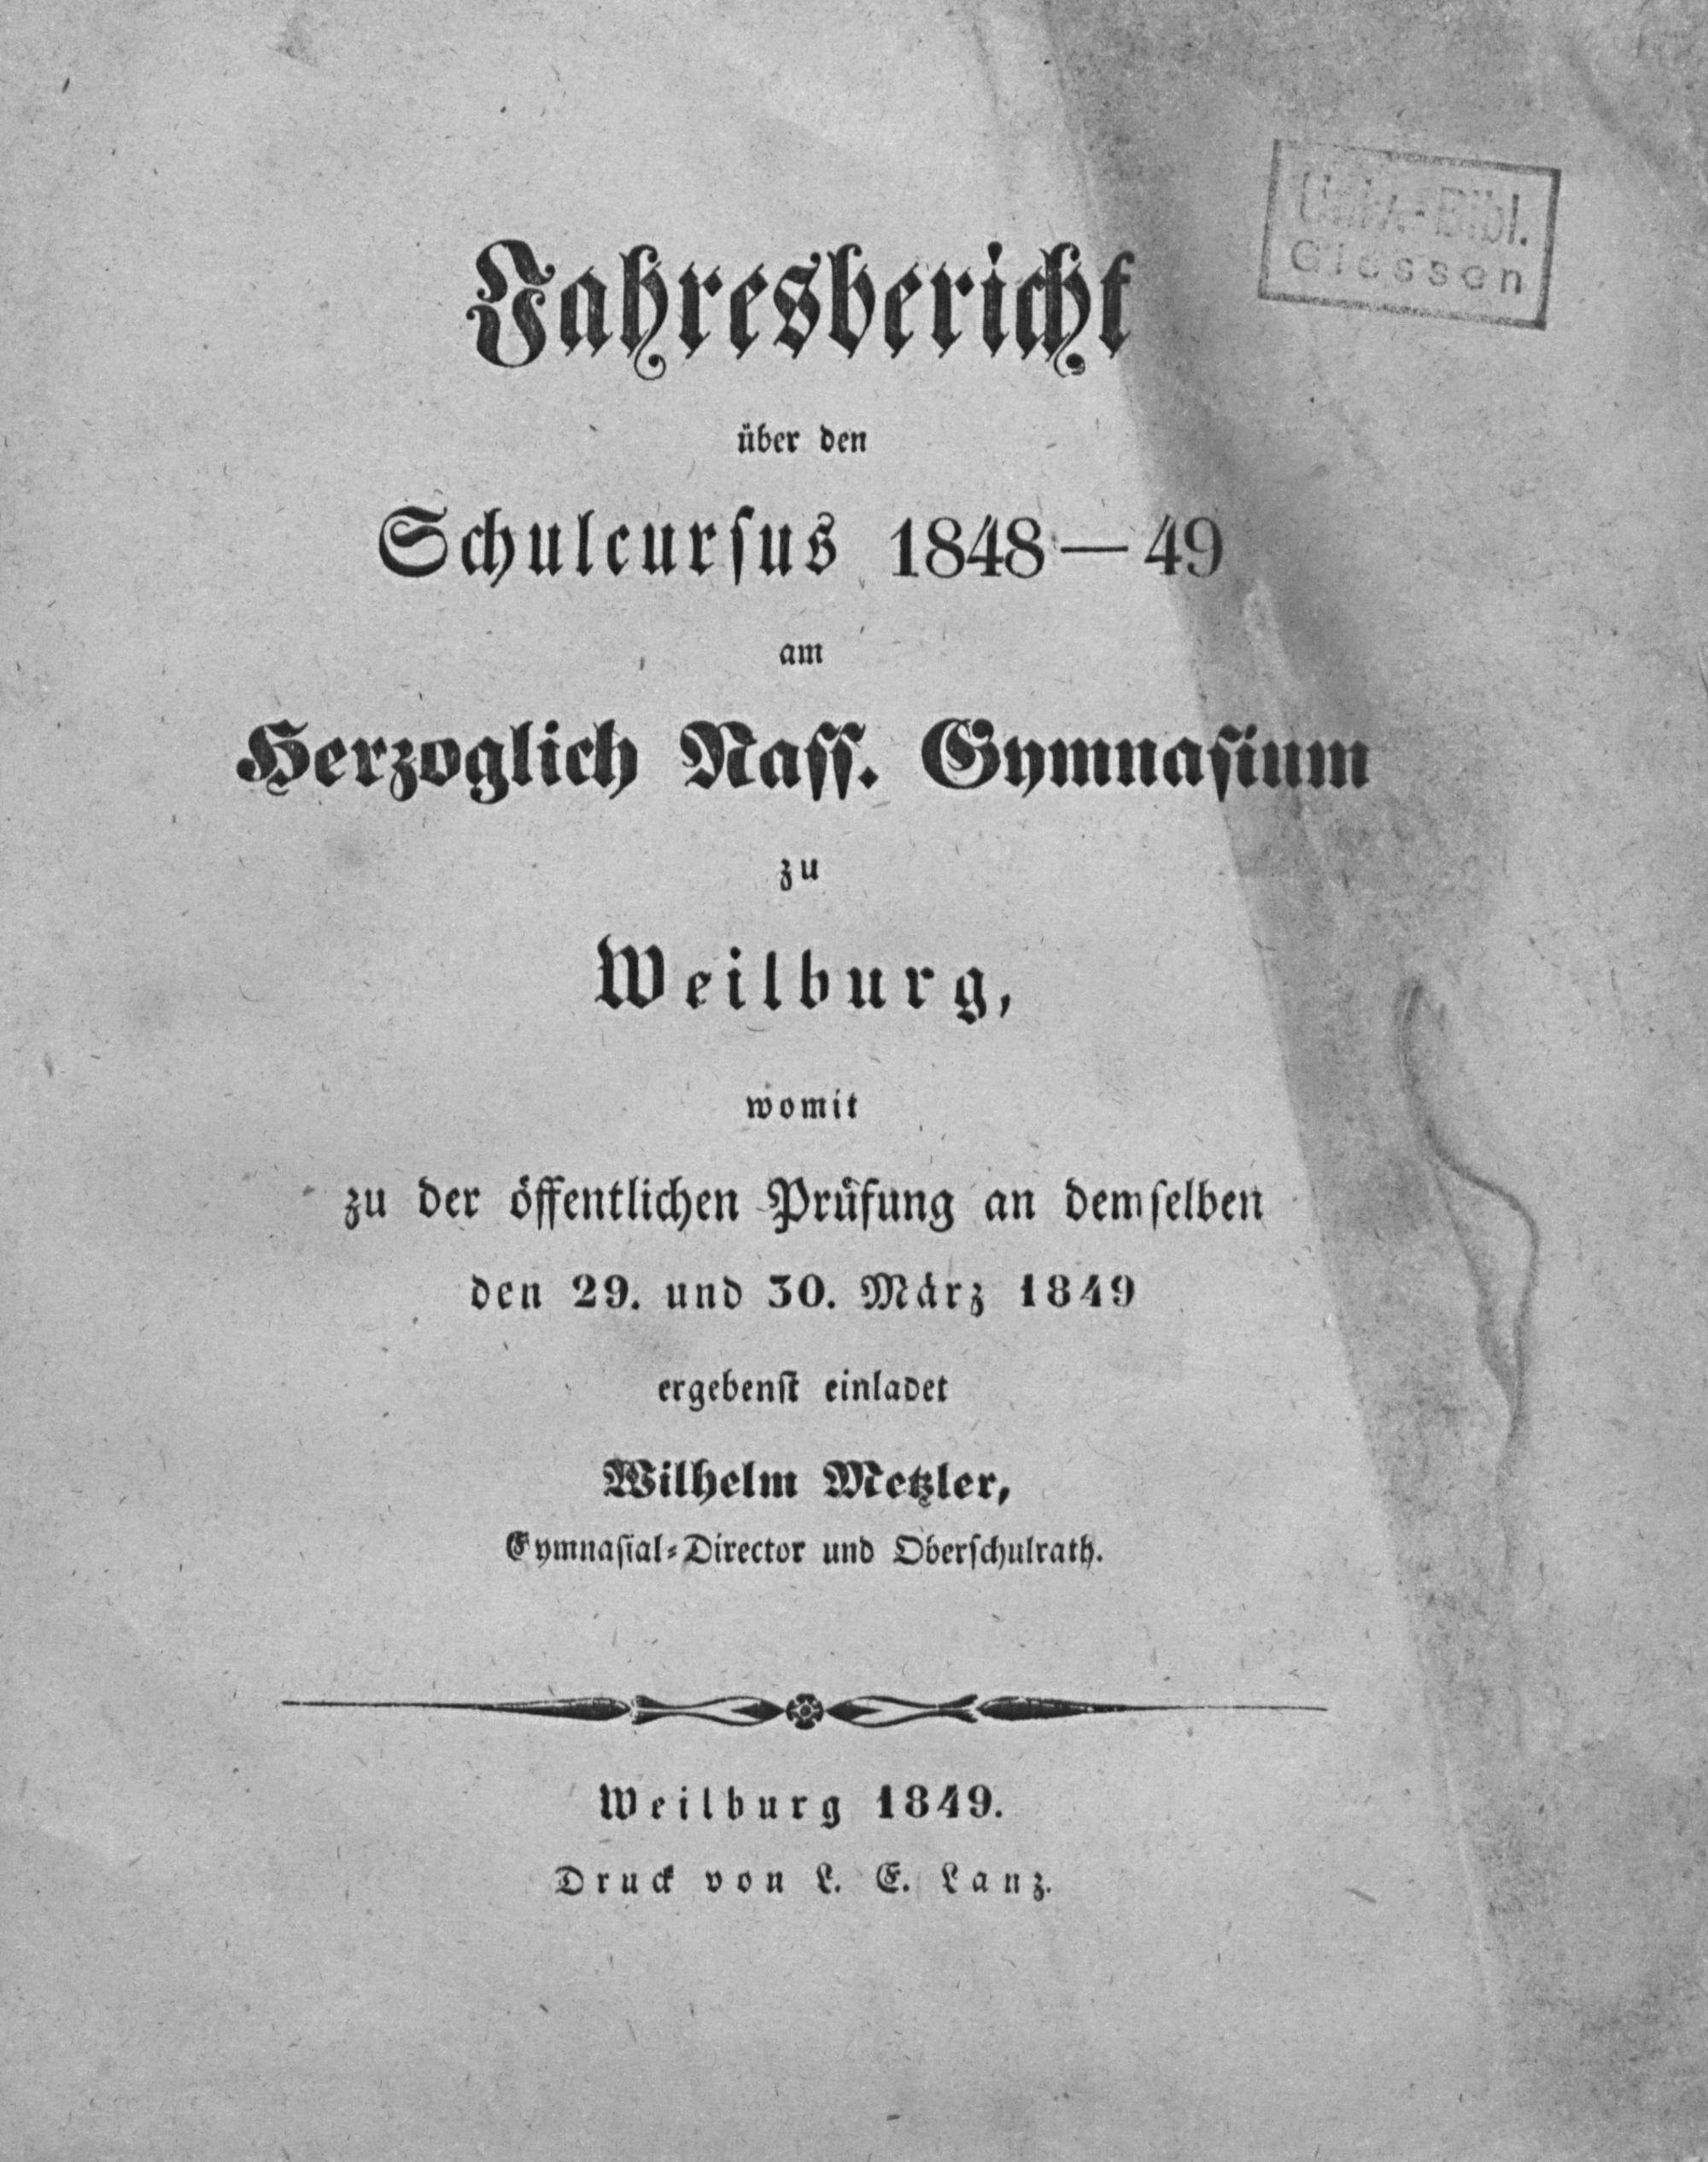 Univ.-Bibl.
Giessen
Jahresbericht
über den
Schulcursus 1848—49
am
Herzoglich Nass. Gymnasium
zu
Weilburg,
womit
zu der öffentlichen Prüfung an demselben
den 29. und 30. März 1849
ergebenst einladet
Wilhelm Metzler,
Gymnasial-Director und Oberschulrath.
Weilburg 1849.
Druck von L. E. Lanz.